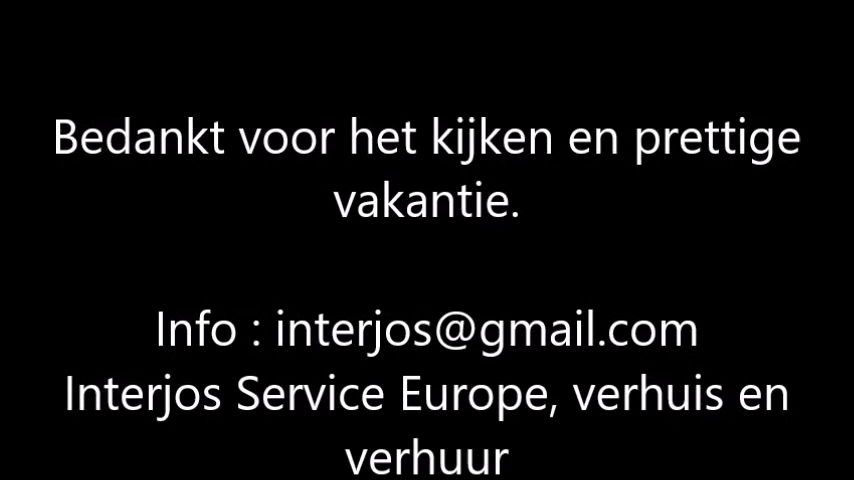 Bedankt voor het kijken en prettige
vakantie.
Info : interjos@gmail.com
Interjos Service Europe, verhuis en
verhuur